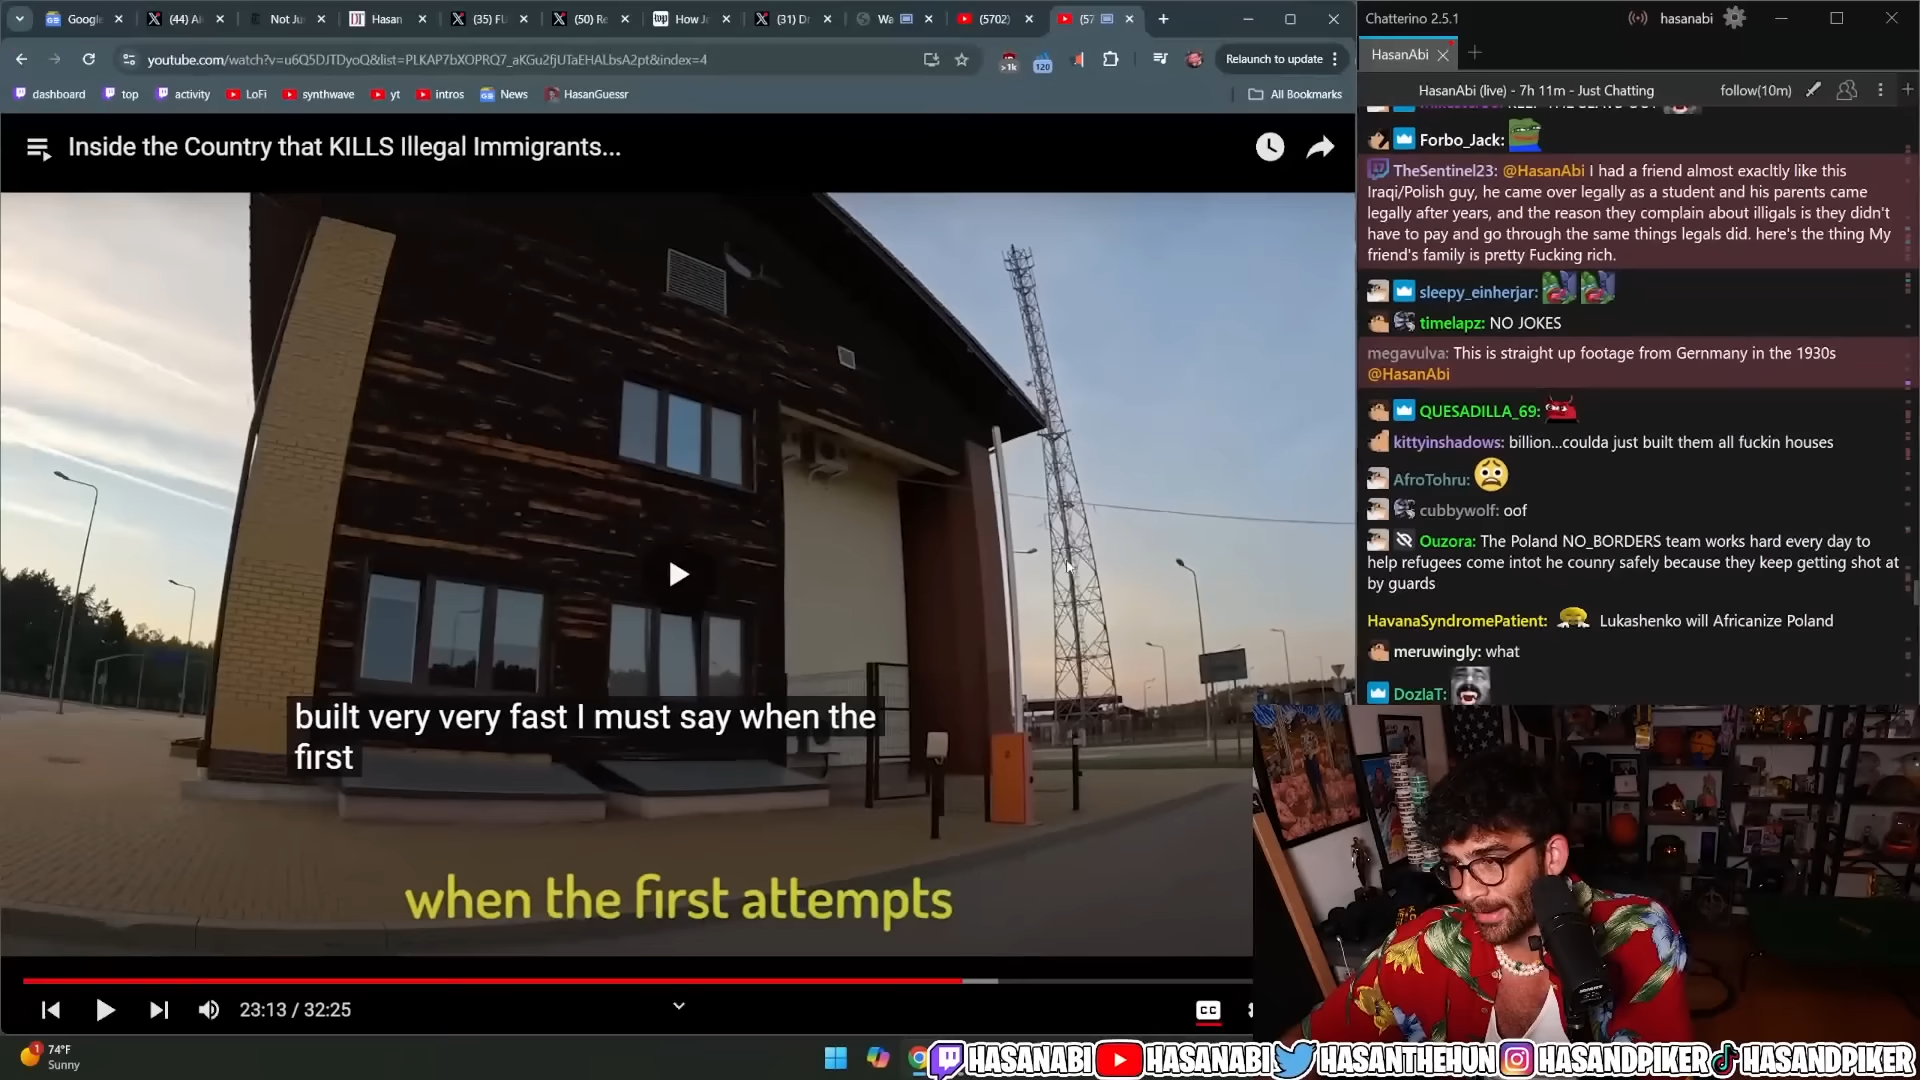 Google
(44) A
Not Ju
Hasan
(35) FU
(50) Re
How Je
(31) Di
Wa
(5702)
(57
youtube.com/watch?v=u6Q5DJTDyoQ&list=PLKAP7bXOPRQ7_aKGu2fjUTaEHALbsA2pt&index=4
>1k
120
Relaunch to update
dashboard
top
activity
LoFi
synthwave
yt
intros
News
HasanGuessr
All Bookmarks
Inside the Country that KILLS Illegal Immigrants...
built very very fast I must say when the
first
when the first attempts
23:13 / 32:25
CC
1
74°F
Sunny
Chatterino 2.5.1
hasanabi
HasanAbi
HasanAbi (live) - 7h 11m - Just Chatting
follow(10m)
Forbo_Jack:
TheSentinel23: @HasanAbi I had a friend almost exacltly like this
Iraqi/Polish guy, he came over legally as a student and his parents came
legally after years, and the reason they complain about illigals is they didn't
have to pay and go through the same things legals did. here's the thing My
friend's family is pretty Fucking rich.
sleepy_einherjar:
timelapz: NO JOKES
megavulva: This is straight up footage from Gernmany in the 1930s
@HasanAbi
QUESADILLA_69:
kittyinshadows: billion...coulda just built them all fuckin houses
AfroTohru:
cubbywolf: oof
Ouzora: The Poland NO_BORDERS team works hard every day to
help refugees come intot he counry safely because they keep getting shot at
by guards
HavanaSyndromePatient: Lukashenko will Africanize Poland
meruwingly: what
DozlaT:
HASANABI
HASANABI
HASANTHEHUN
HASANDPIKER
HASANDPIKER